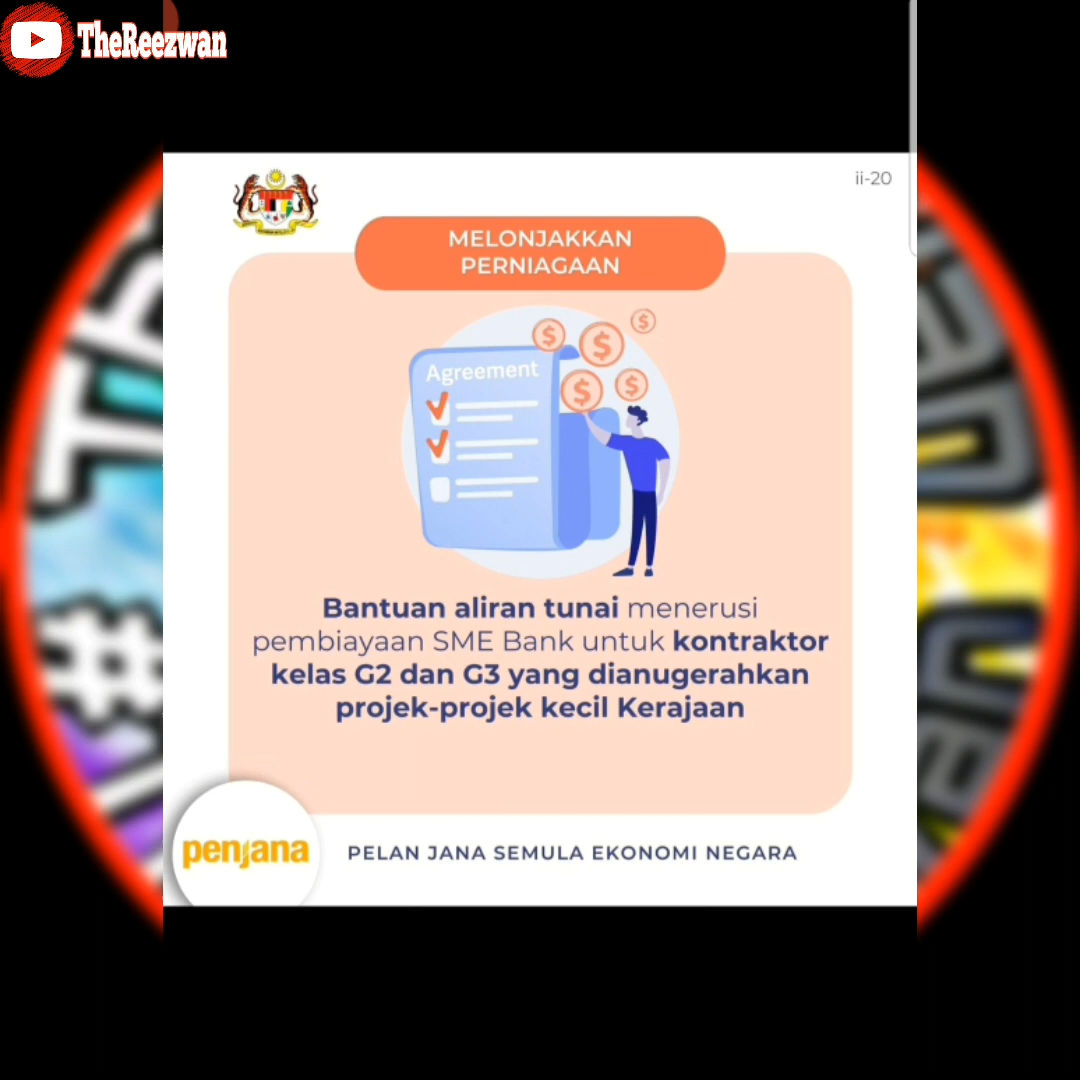 TheReezwan
ii-20
MELONJAKKAN
PERNIAGAAN
Agreement
Bantuan aliran tunai menerusi
pembiayaan SME Bank untuk kontraktor
kelas G2 dan G3 yang dianugerahkan
projek-projek kecil Kerajaan
penjana
PELAN JANA SEMULA EKONOMI NEGARA